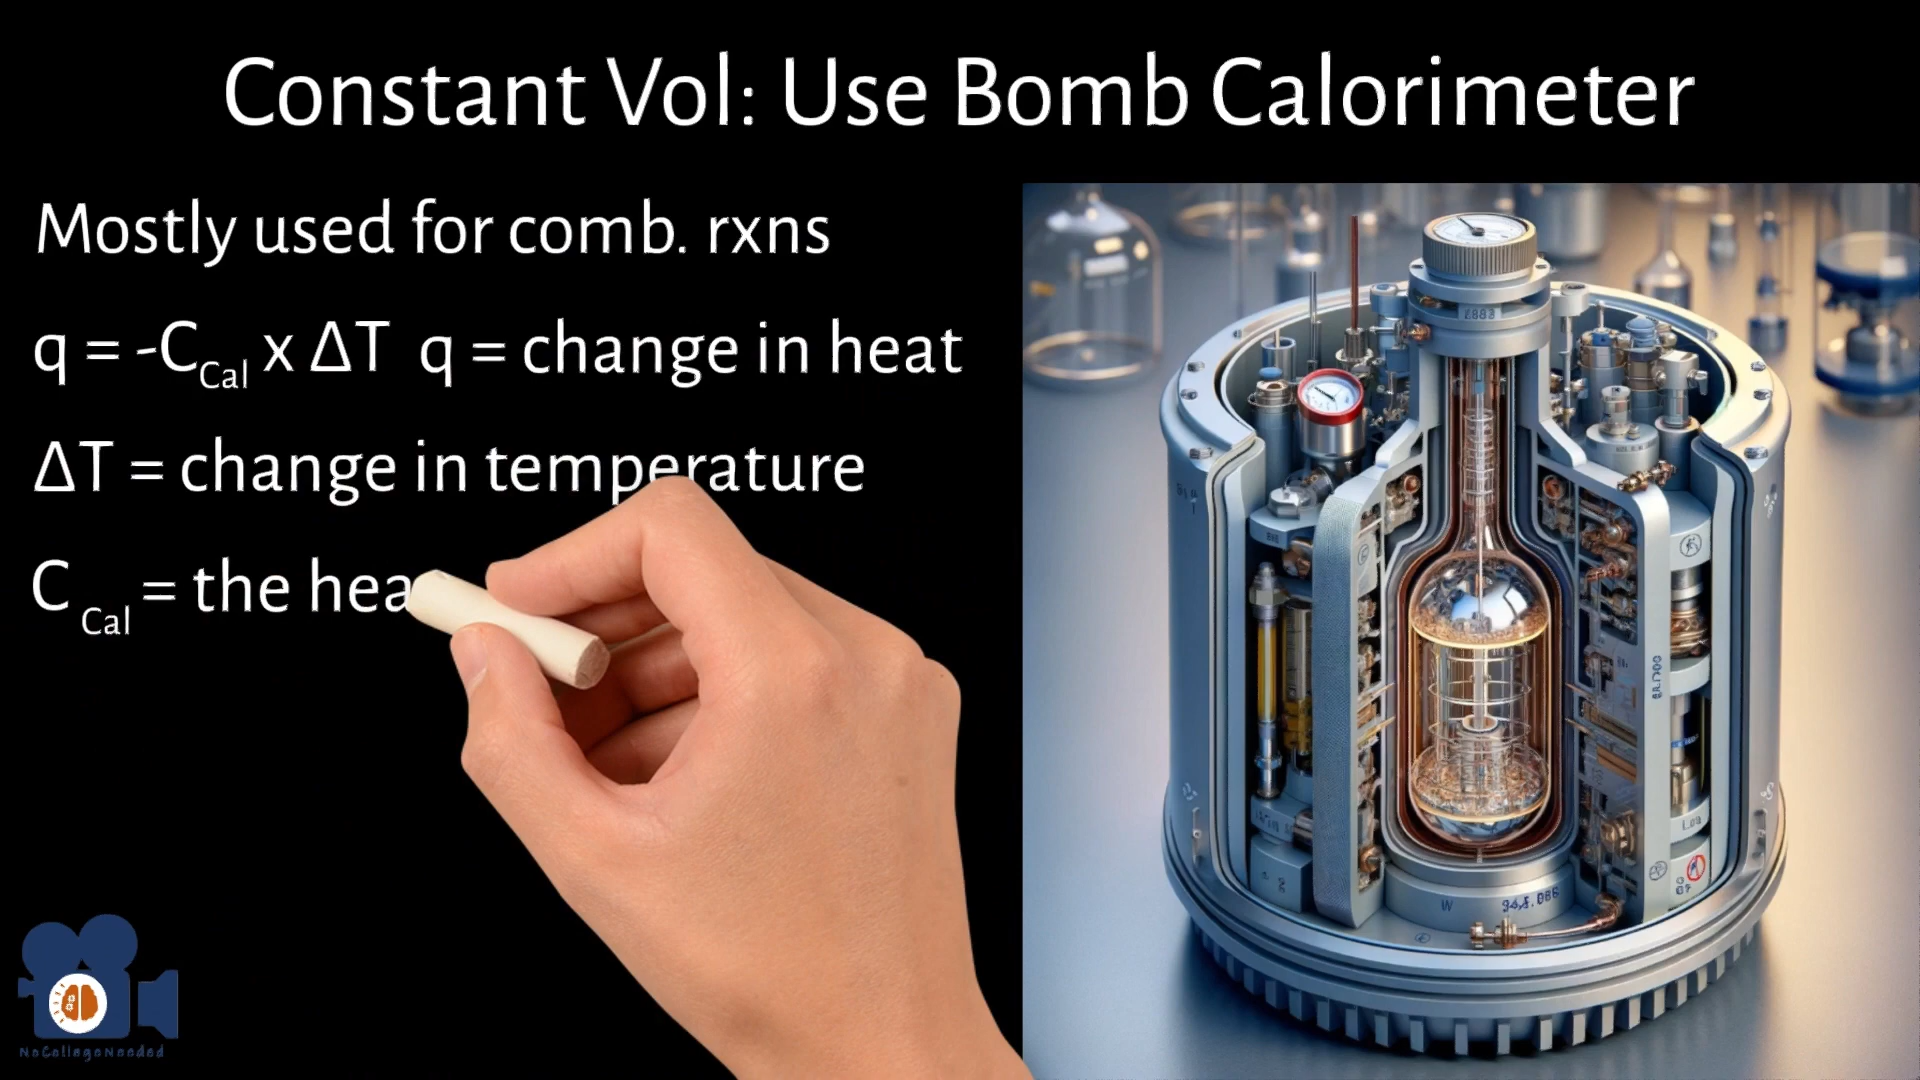 Constant Vol: Use Bomb Calorimeter
Mostly used for comb. rxns
q = -CCal x ΔT q = change in heat
ΔT = change in temperature
C Cal = the hea
NoCollegeNeeded